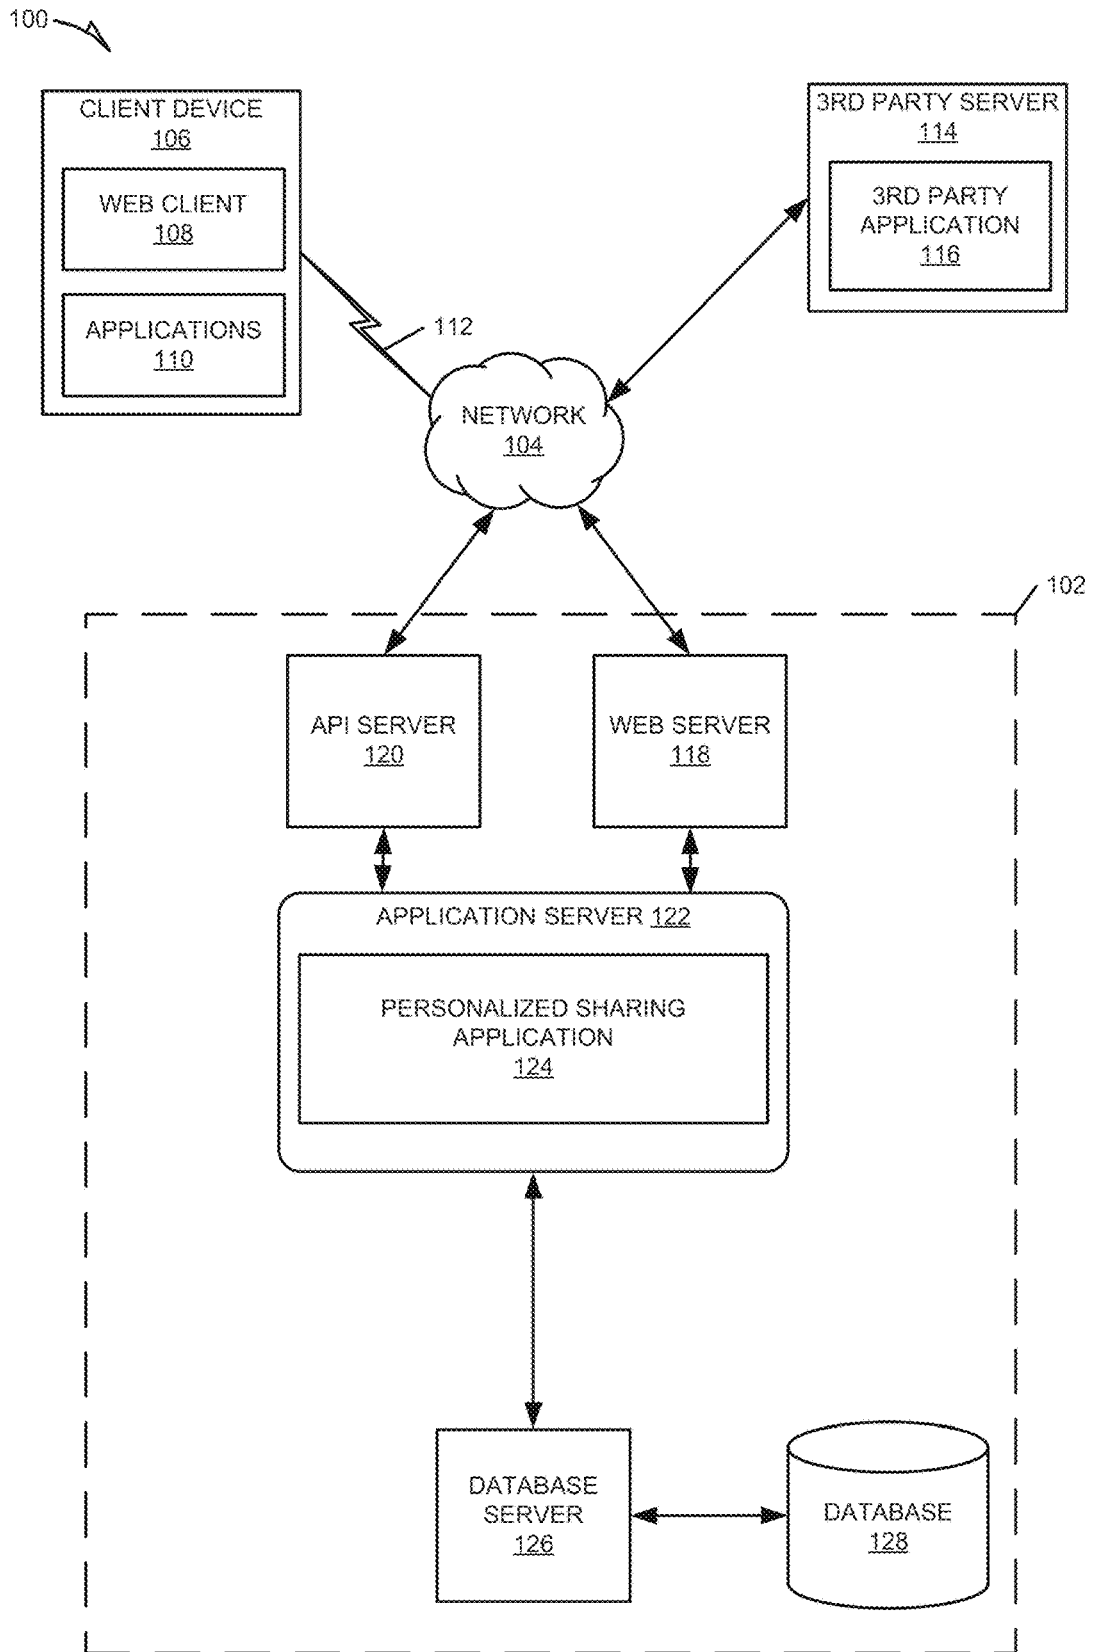 100
CLIENT DEVICE
106
WEB CLIENT
108
APPLICATIONS
110
3RD PARTY SERVER
114
3RD PARTY
APPLICATION
116
112
NETWORK
104
102
API SERVER
120
WEB SERVER
118
APPLICATION SERVER 122
PERSONALIZED SHARING
APPLICATION
124
DATABASE
SERVER
126
DATABASE
128